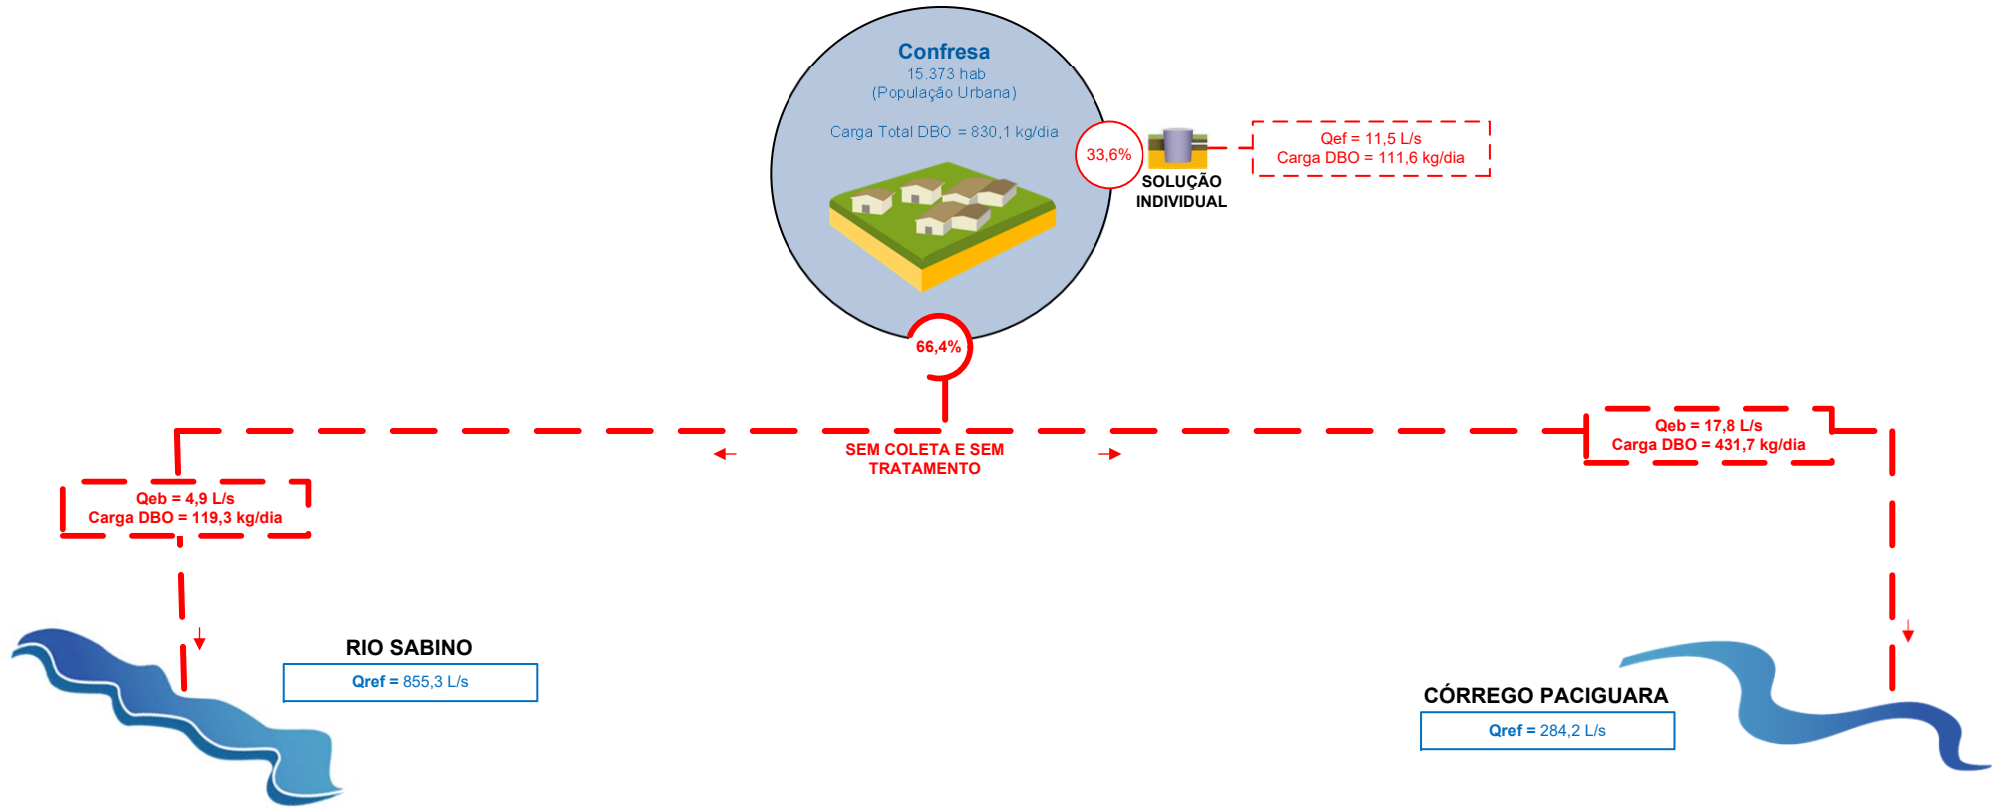 Confresa
15.373 hab
(População Urbana)
Carga Total DBO = 830,1 kg/dia
33,6%
SOLUÇÃO
INDIVIDUAL
Qef = 11,5 L/s
Carga DBO = 111,6 kg/dia
66,4%
SEM COLETA E SEM
TRATAMENTO
Qeb = 17,8 L/s
Carga DBO = 431,7 kg/dia
Qeb = 4,9 L/s
Carga DBO = 119,3 kg/dia
RIO SABINO
Qref = 855,3 L/s
CÓRREGO PACIGUARA
Qref = 284,2 L/s